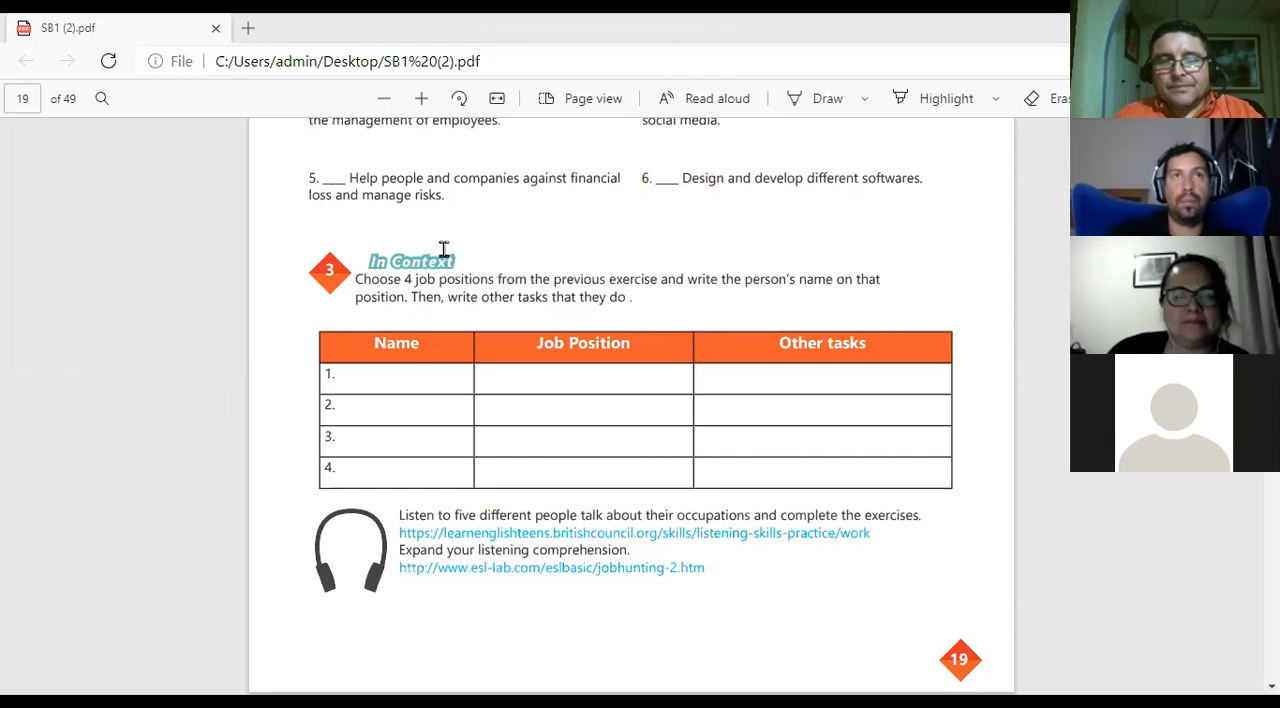 SB1 (2).pdf
File C:/Users/admin/Desktop/SB1%20(2).pdf
19 of 49 Page view Read aloud Draw Highlight Eras
the management of employees. social media.
5. ___ Help people and companies against financial
loss and manage risks.
6. ___ Design and develop different softwares.
3 In Context
Choose 4 job positions from the previous exercise and write the person's name on that
position. Then, write other tasks that they do .
Name Job Position Other tasks
1.
2.
3.
4.
Listen to five different people talk about their occupations and complete the exercises.
https://learnenglishteens.britishcouncil.org/skills/listening-skills-practice/work
Expand your listening comprehension.
http://www.esl-lab.com/eslbasic/jobhunting-2.htm
19